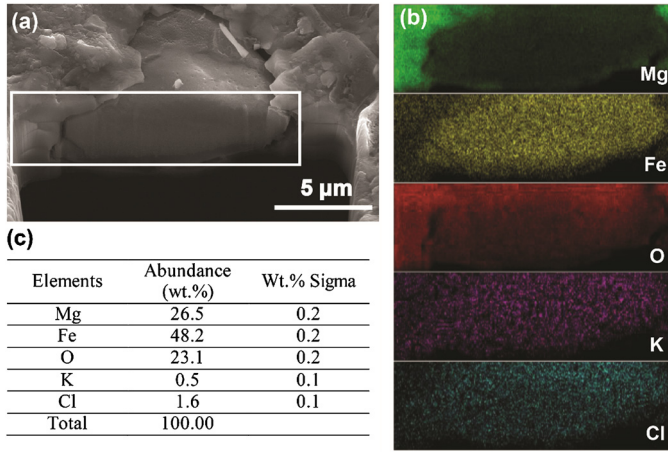 (a)
5 µm
(b)
Mg
Fe
O
K
Cl
(c)
Elements Abundance (wt.%) Wt.% Sigma
Mg 26.5 0.2
Fe 48.2 0.2
O 23.1 0.2
K 0.5 0.1
Cl 1.6 0.1
Total 100.00